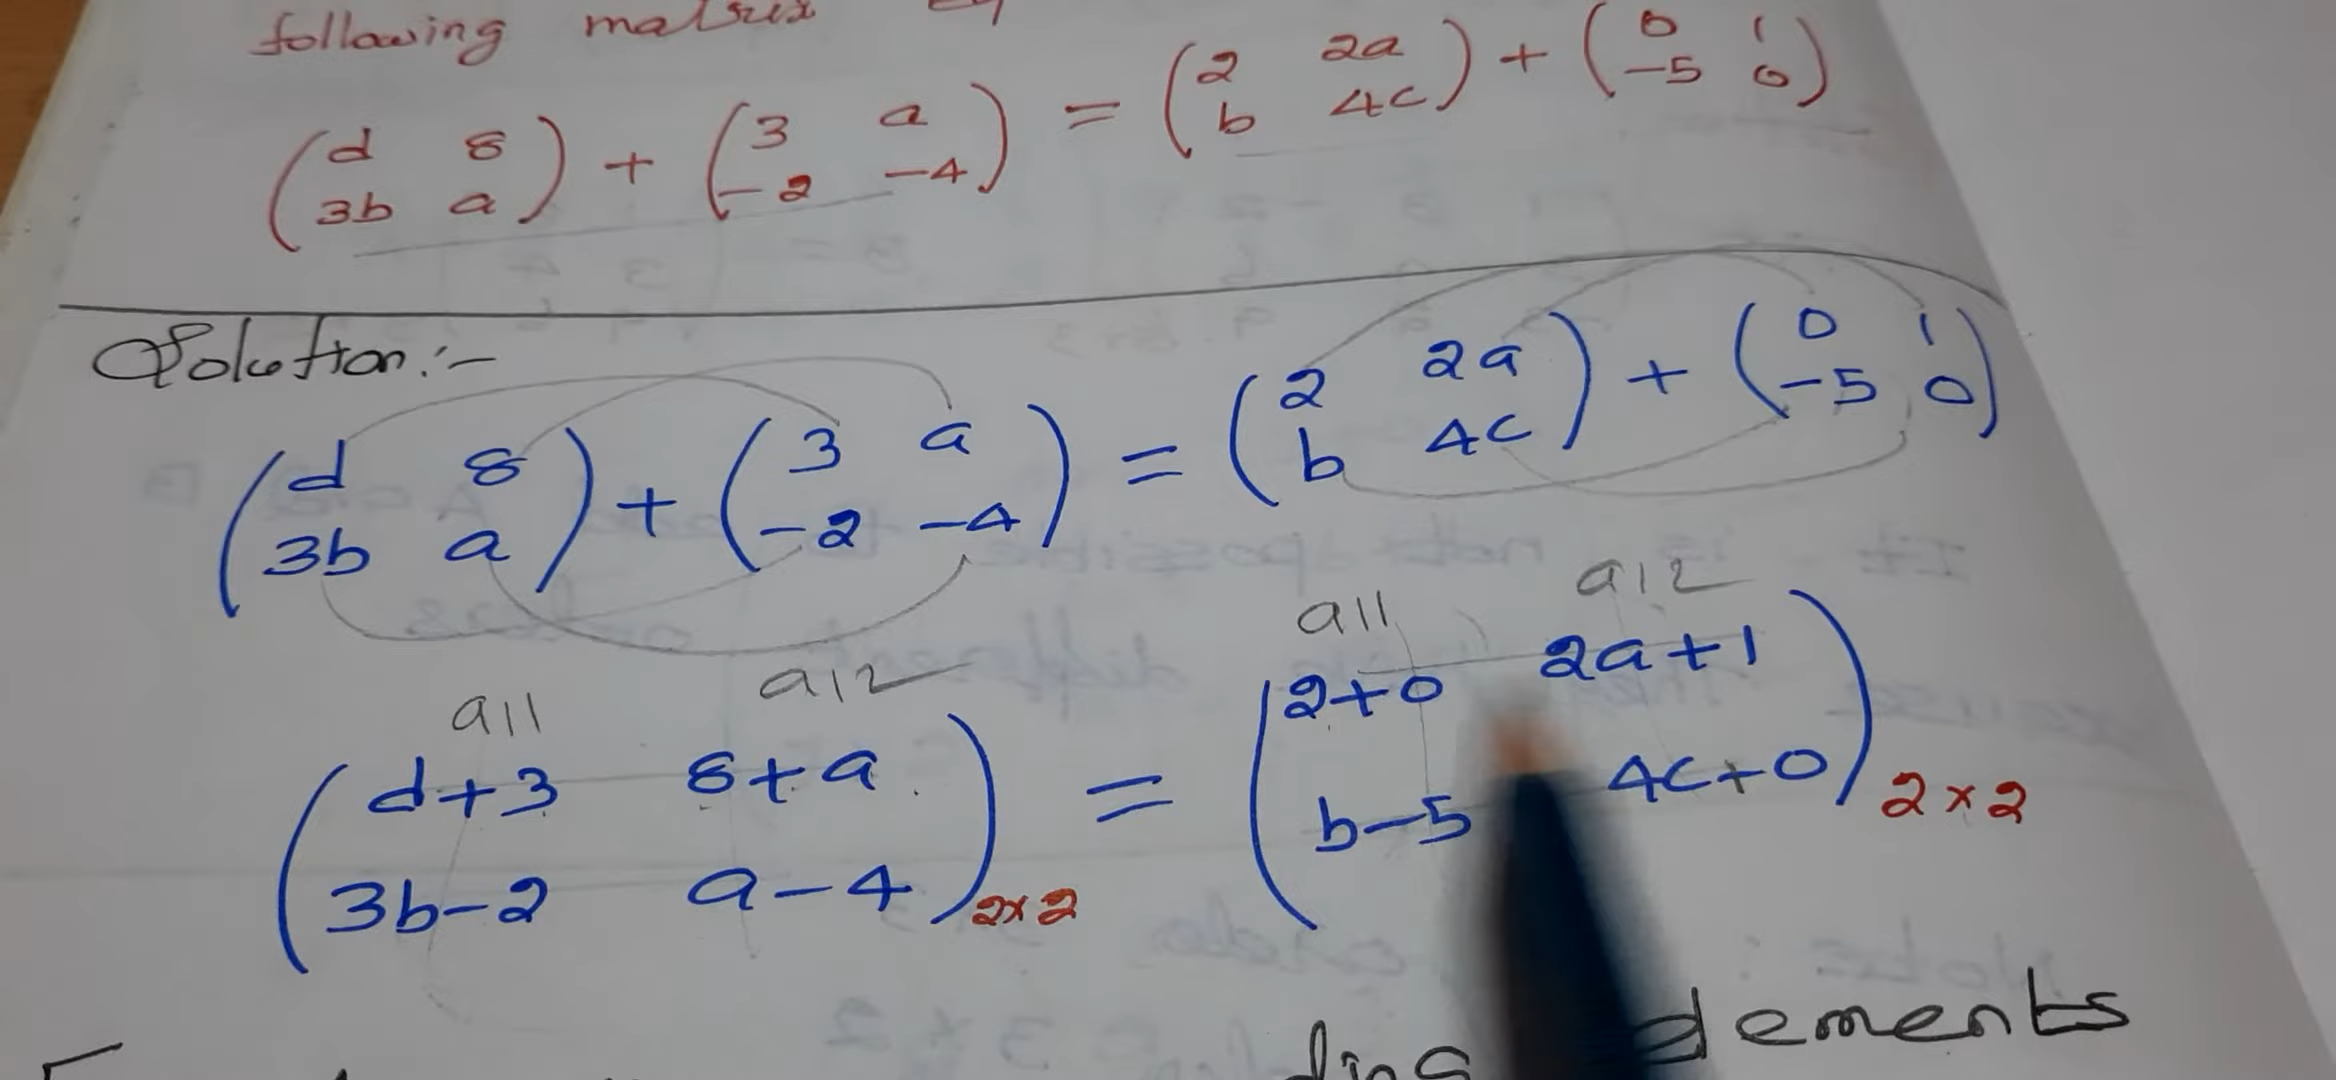 following matrix
( d 8 ) + ( 3 a ) = ( 2 2a ) + ( 0 1 )
( 3b a ) ( -2 -4 ) ( b 4c ) ( -5 0 )
Solution:-
( d 8 ) + ( 3 a ) = ( 2 2a ) + ( 0 1 )
( 3b a ) ( -2 -4 ) ( b 4c ) ( -5 0 )
a11 a12 a11 a12
( d+3 8+a ) = ( 2+0 2a+1 )
( 3b-2 a-4 ) 2×2 ( b-5 4c+0 ) 2×2